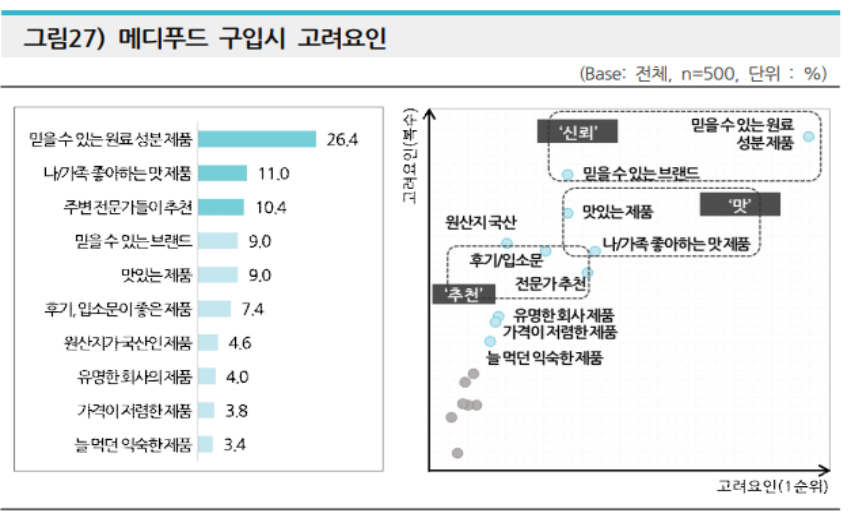 그림27) 메디푸드 구입시 고려요인
(Base: 전체, n=500, 단위 : %)
믿을 수 있는 원료 성분 제품 26.4
나/가족 좋아하는 맛 제품 11.0
주변 전문가들이 추천 10.4
믿을 수 있는 브랜드 9.0
맛있는 제품 9.0
후기, 입소문이 좋은 제품 7.4
원산지가 국산인 제품 4.6
유명한 회사의 제품 4.0
가격이 저렴한 제품 3.8
늘 먹던 익숙한 제품 3.4
고려요인(복수)
'신뢰'
믿을 수 있는 원료
성분 제품
믿을 수 있는 브랜드
맛있는 제품
'맛'
원산지 국산
나/가족 좋아하는 맛 제품
후기/입소문
전문가 추천
'추천'
유명한 회사 제품
가격이 저렴한 제품
늘 먹던 익숙한 제품
고려요인(1순위)